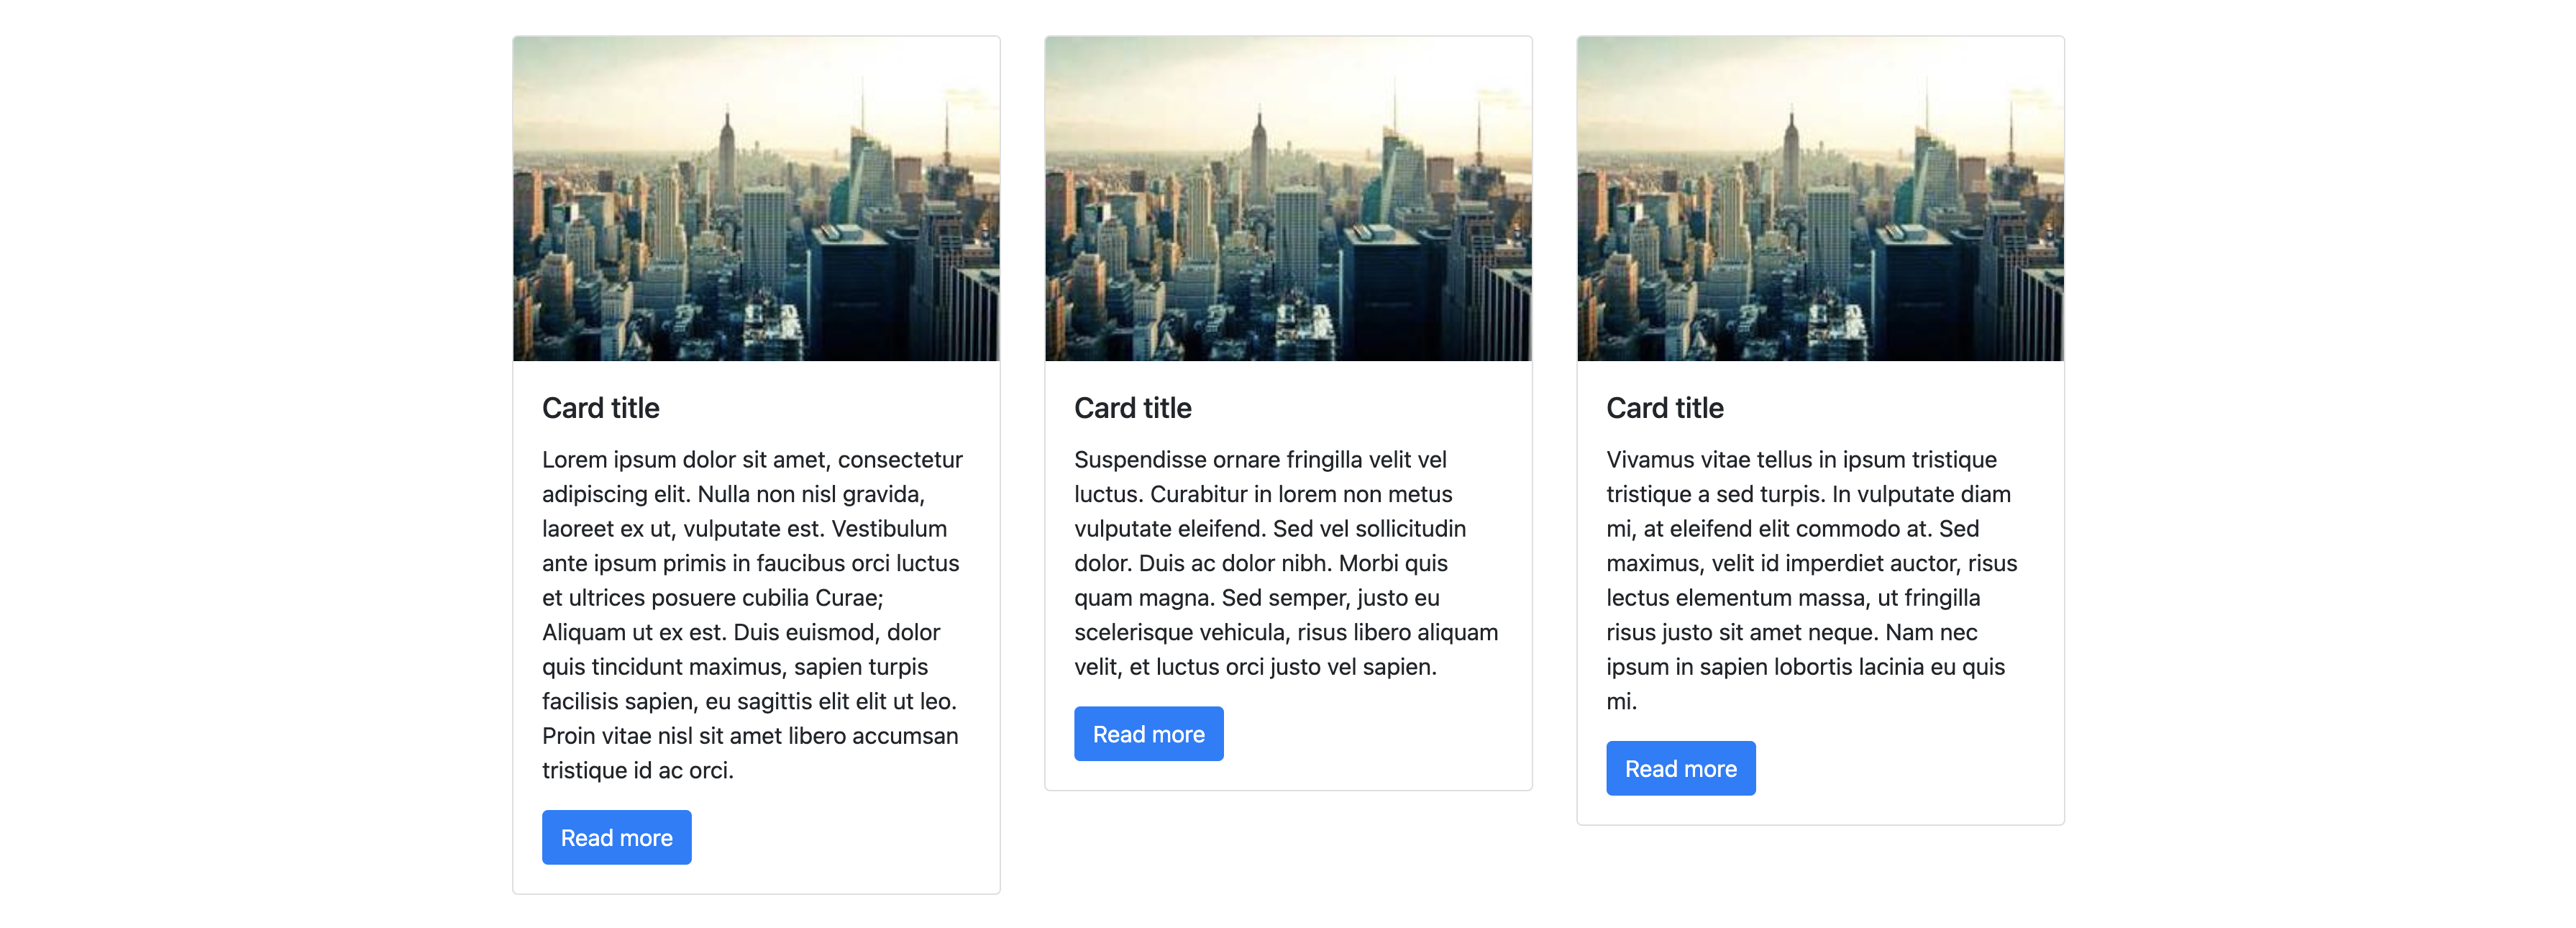 Card title
Lorem ipsum dolor sit amet, consectetur
adipiscing elit. Nulla non nisl gravida,
laoreet ex ut, vulputate est. Vestibulum
ante ipsum primis in faucibus orci luctus
et ultrices posuere cubilia Curae;
Aliquam ut ex est. Duis euismod, dolor
quis tincidunt maximus, sapien turpis
facilisis sapien, eu sagittis elit elit ut leo.
Proin vitae nisl sit amet libero accumsan
tristique id ac orci.
Read more
Card title
Suspendisse ornare fringilla velit vel
luctus. Curabitur in lorem non metus
vulputate eleifend. Sed vel sollicitudin
dolor. Duis ac dolor nibh. Morbi quis
quam magna. Sed semper, justo eu
scelerisque vehicula, risus libero aliquam
velit, et luctus orci justo vel sapien.
Read more
Card title
Vivamus vitae tellus in ipsum tristique
tristique a sed turpis. In vulputate diam
mi, at eleifend elit commodo at. Sed
maximus, velit id imperdiet auctor, risus
lectus elementum massa, ut fringilla
risus justo sit amet neque. Nam nec
ipsum in sapien lobortis lacinia eu quis
mi.
Read more